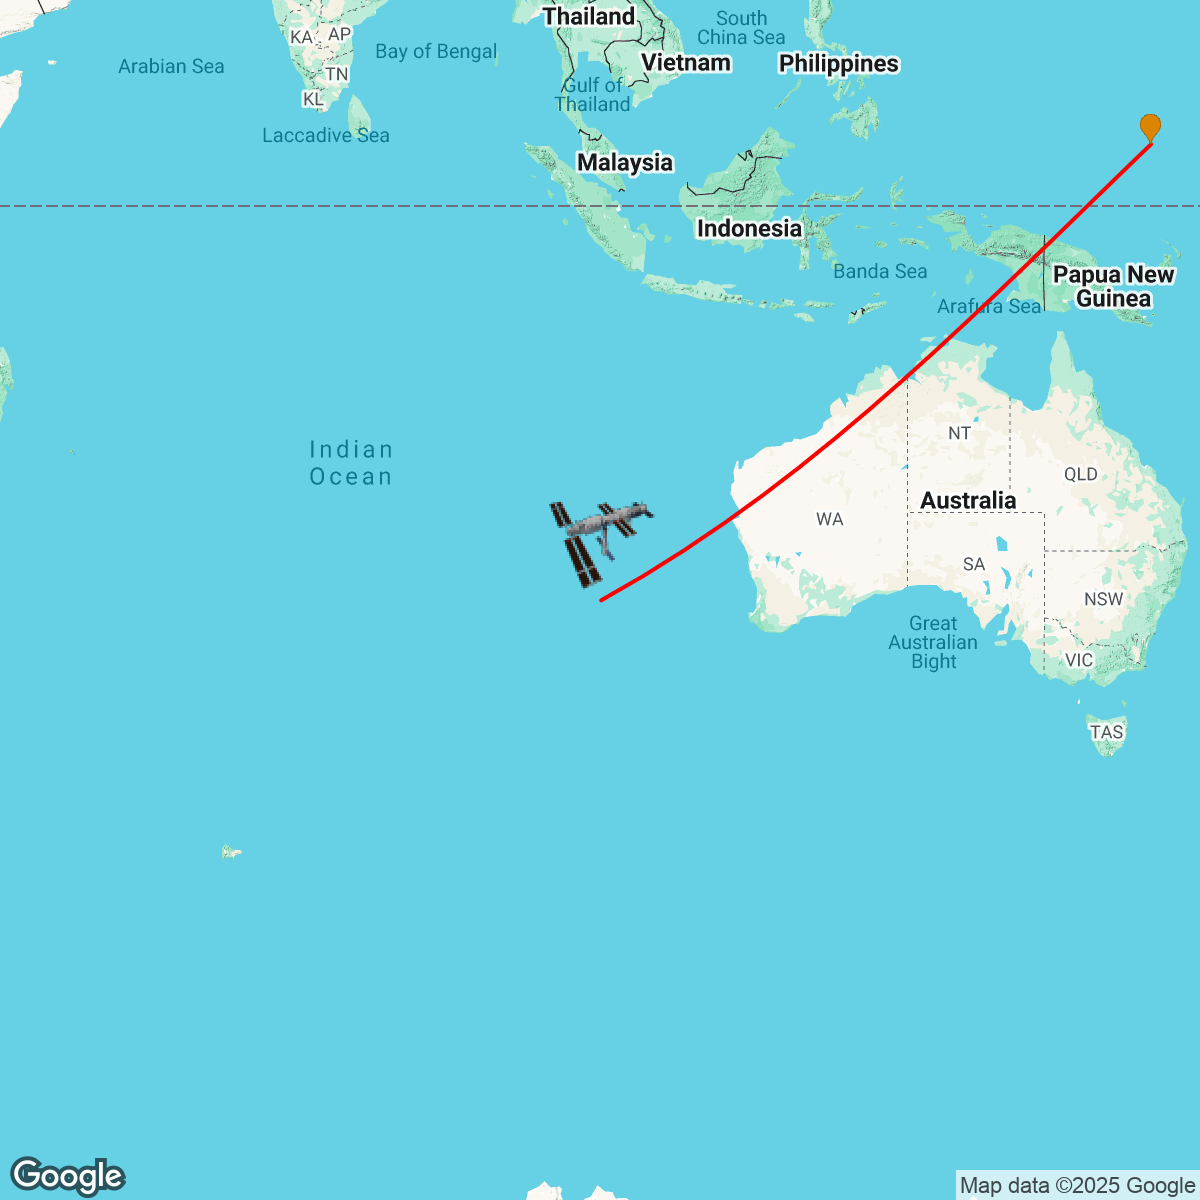 Thailand
South
China Sea
KA
AP
Bay of Bengal
Arabian Sea
TN
Vietnam
Philippines
Gulf of
Thailand
KL
Laccadive Sea
Malaysia
Indonesia
Banda Sea
Papua New
Guinea
Arafura Sea
Indian
Ocean
NT
QLD
Australia
WA
SA
NSW
Great
Australian
Bight
VIC
TAS
Google
Map data ©2025 Google